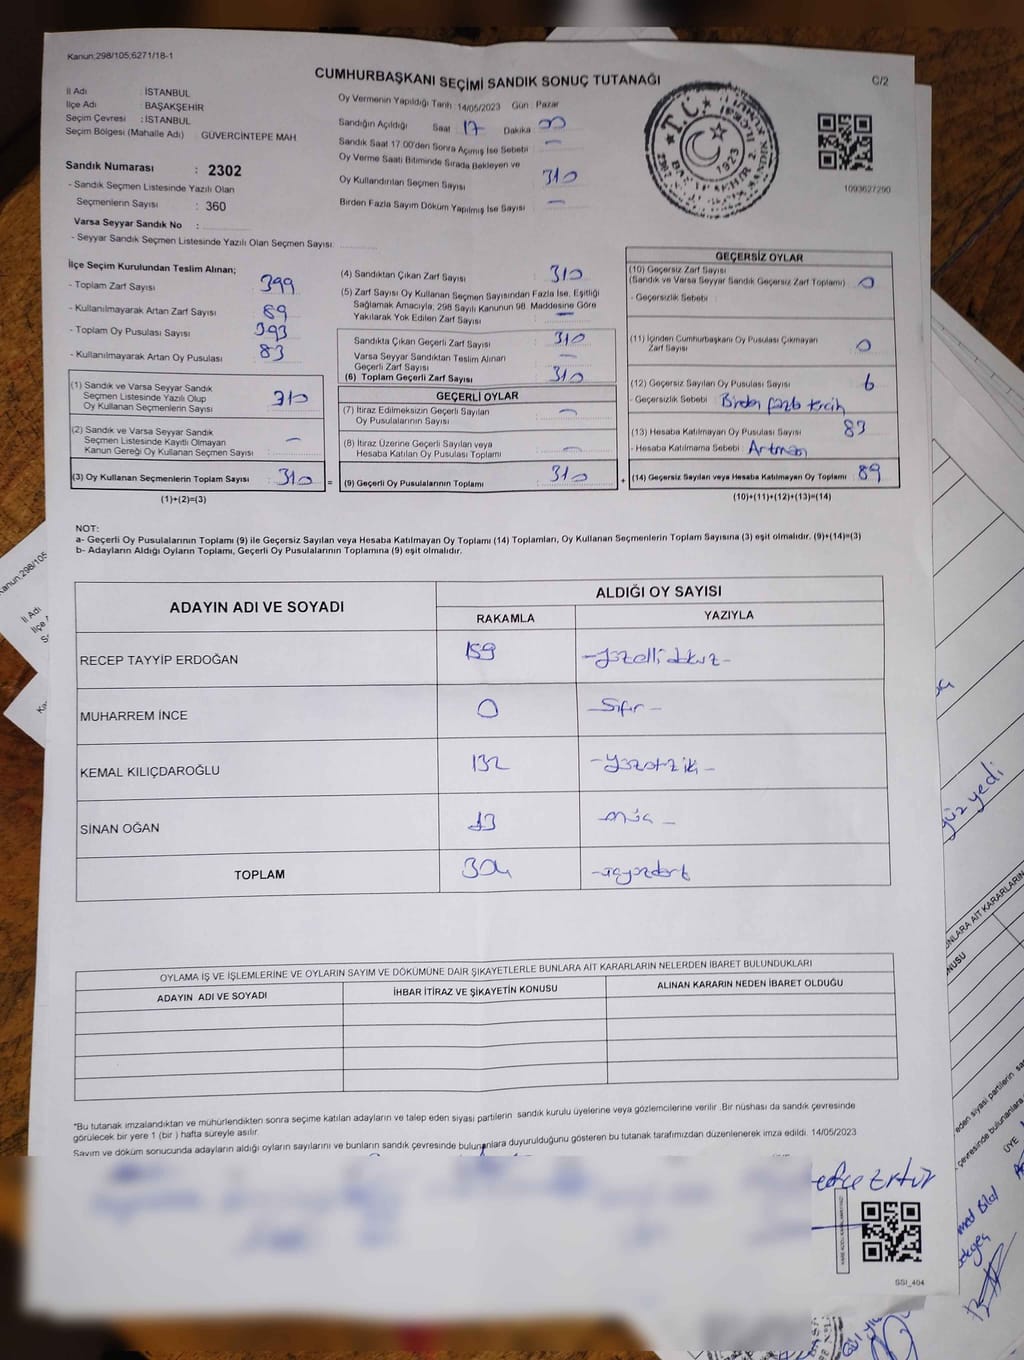 Kanun:298/105;6271/18-1
CUMHURBAŞKANI SEÇİMİ SANDIK SONUÇ TUTANAĞI
C/2
İl Adı : İSTANBUL
İlçe Adı : BAŞAKŞEHİR
Seçim Çevresi : İSTANBUL
Seçim Bölgesi (Mahalle Adı) GÜVERCİNTEPE MAH
Sandık Numarası : 2302
- Sandık Seçmen Listesinde Yazılı Olan
Seçmenlerin Sayısı : 360
Varsa Seyyar Sandık No :
- Seyyar Sandık Seçmen Listesinde Yazılı Olan Seçmen Sayısı:
Oy Vermenin Yapıldığı Tarih: 14/05/2023 Gün : Pazar
Sandığın Açıldığı Saat 17 Dakika 00
Sandık Saat 17.00'den Sonra Açımış İse Sebebi : -
Oy Verme Saati Bitiminde Sırada Bekleyen ve
Oy Kullandırılan Seçmen Sayısı 310
Birden Fazla Sayım Döküm Yapılmış İse Sayısı -
T.C.
1923
1093627290
İlçe Seçim Kurulundan Teslim Alınan;
- Toplam Zarf Sayısı 399
- Kullanılmayarak Artan Zarf Sayısı 89
- Toplam Oy Pusulası Sayısı 393
- Kullanılmayarak Artan Oy Pusulası 83
(1) Sandık ve Varsa Seyyar Sandık
Seçmen Listesinde Yazılı Olup
Oy Kullanan Seçmenlerin Sayısı 310
(2) Sandık ve Varsa Seyyar Sandık
Seçmen Listesinde Kayıtlı Olmayan
Kanun Gereği Oy Kullanan Seçmen Sayısı -
(3) Oy Kullanan Seçmenlerin Toplam Sayısı 310 =
(1)+(2)=(3)
(4) Sandıktan Çıkan Zarf Sayısı 310
(5) Zarf Sayısı Oy Kullanan Seçmen Sayısından Fazla İse, Eşitliği
Sağlamak Amacıyla; 298 Sayılı Kanunun 98. Maddesine Göre
Yakılarak Yok Edilen Zarf Sayısı : -
Sandıkta Çıkan Geçerli Zarf Sayısı 310
Varsa Seyyar Sandıktan Teslim Alınan
Geçerli Zarf Sayısı -
(6) Toplam Geçerli Zarf Sayısı 310
GEÇERLİ OYLAR
(7) İtiraz Edilmeksizin Geçerli Sayılan
Oy Pusulalarının Sayısı -
(8) İtiraz Üzerine Geçerli Sayılan veya
Hesaba Katılan Oy Pusulası Toplamı -
(9) Geçerli Oy Pusulalarının Toplamı 310 +
GEÇERSİZ OYLAR
(10) Geçersiz Zarf Sayısı
(Sandık ve Varsa Seyyar Sandık Geçersiz Zarf Toplamı) 0
- Geçersizlik Sebebi :
(11) İçinden Cumhurbaşkanı Oy Pusulası Çıkmayan
Zarf Sayısı 0
(12) Geçersiz Sayılan Oy Pusulası Sayısı 6
- Geçersizlik Sebebi : Birden fazla tercih
(13) Hesaba Katılmayan Oy Pusulası Sayısı 83
- Hesaba Katılmama Sebebi : Artman
(14) Geçersiz Sayılan veya Hesaba Katılmayan Oy Toplamı : 89
(10)+(11)+(12)+(13)=(14)
NOT:
a- Geçerli Oy Pusulalarının Toplamı (9) ile Geçersiz Sayılan veya Hesaba Katılmayan Oy Toplamı (14) Toplamları, Oy Kullanan Seçmenlerin Toplam Sayısına (3) eşit olmalıdır. (9)+(14)=(3)
b- Adayların Aldığı Oyların Toplamı, Geçerli Oy Pusulalarının Toplamına (9) eşit olmalıdır.
ADAYIN ADI VE SOYADI
ALDIĞI OY SAYISI
RAKAMLA YAZIYLA
RECEP TAYYİP ERDOĞAN 159 -yüzellidokuz-
MUHARREM İNCE 0 -Sıfır-
KEMAL KILIÇDAROĞLU 132 -yüzotuziki-
SİNAN OĞAN 13 -onüç-
TOPLAM 304 -üçyüzdört
OYLAMA İŞ VE İŞLEMLERİNE VE OYLARIN SAYIM VE DÖKÜMÜNE DAİR ŞİKAYETLERLE BUNLARA AİT KARARLARIN NELERDEN İBARET BULUNDUKLARI
ADAYIN ADI VE SOYADI İHBAR İTİRAZ VE ŞİKAYETİN KONUSU ALINAN KARARIN NEDEN İBARET OLDUĞU
*Bu tutanak imzalandıktan ve mühürlendikten sonra seçime katılan adayların ve talep eden siyasi partilerin sandık kurulu üyelerine veya gözlemcilerine verilir .Bir nüshası da sandık çevresinde
görülecek bir yere 1 (bir ) hafta süreyle asılır.
Sayım ve döküm sonucunda adayların aldığı oyların sayılarını ve bunların sandık çevresinde bulunanlara duyurulduğunu gösteren bu tutanak tarafımızdan düzenlenerek imza edildi. 14/05/2023
SSI_404
Kanun:298/105
İl Adı
yüz yedi
ÜYE